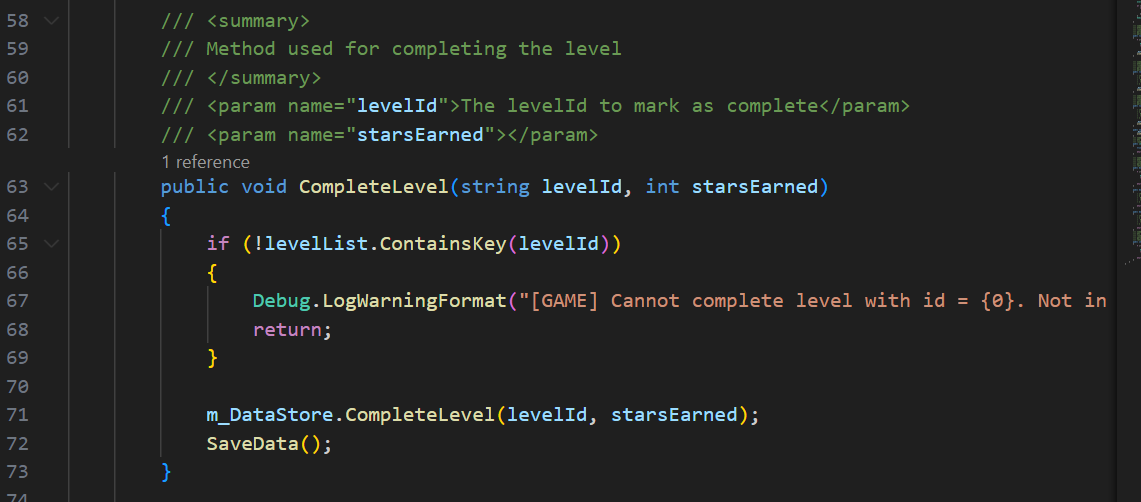 58 /// <summary>
59 /// Method used for completing the level
60 /// </summary>
61 /// <param name="levelId">The levelId to mark as complete</param>
62 /// <param name="starsEarned"></param>
1 reference
63 public void CompleteLevel(string levelId, int starsEarned)
64 {
65 if (!levelList.ContainsKey(levelId))
66 {
67 Debug.LogWarningFormat("[GAME] Cannot complete level with id = {0}. Not in
68 return;
69 }
70
71 m_DataStore.CompleteLevel(levelId, starsEarned);
72 SaveData();
73 }
74